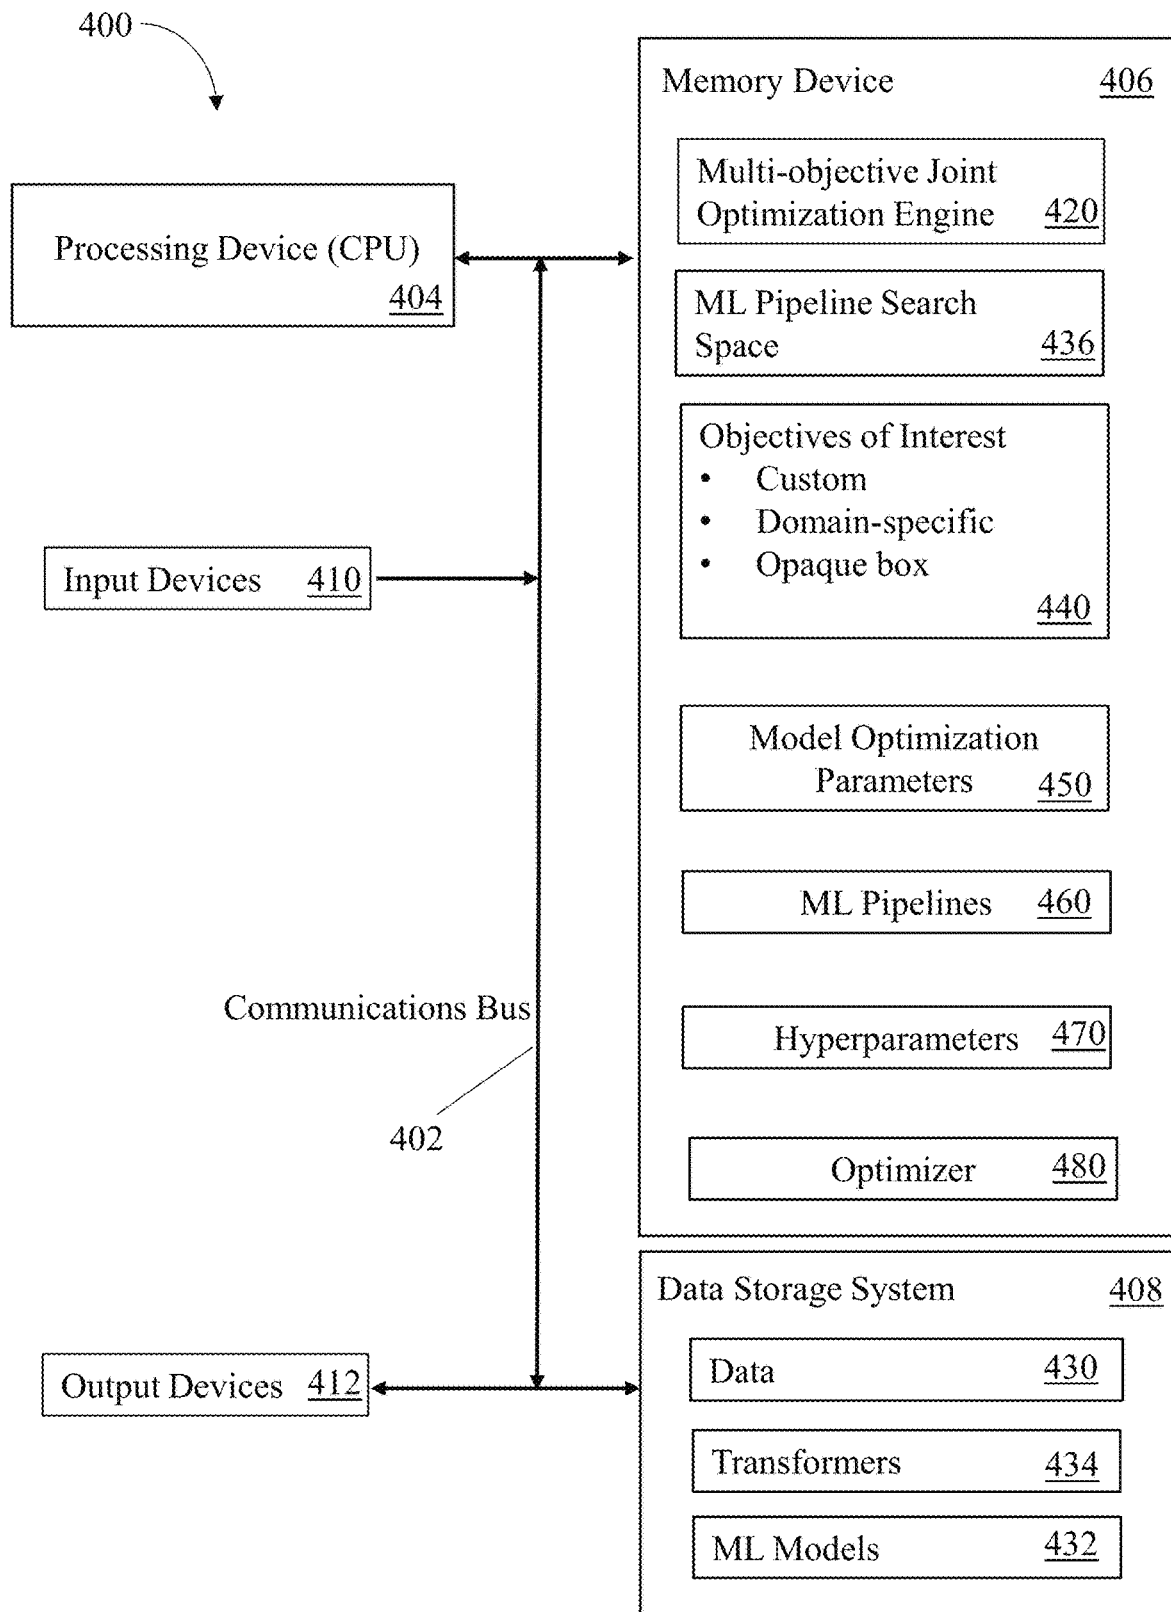 400
Memory Device 406
Multi-objective Joint
Optimization Engine 420
Processing Device (CPU)
404
ML Pipeline Search
Space 436
Objectives of Interest
• Custom
• Domain-specific
• Opaque box
440
Input Devices 410
Model Optimization
Parameters 450
ML Pipelines 460
Communications Bus
402
Hyperparameters 470
Optimizer 480
Data Storage System 408
Output Devices 412
Data 430
Transformers 434
ML Models 432